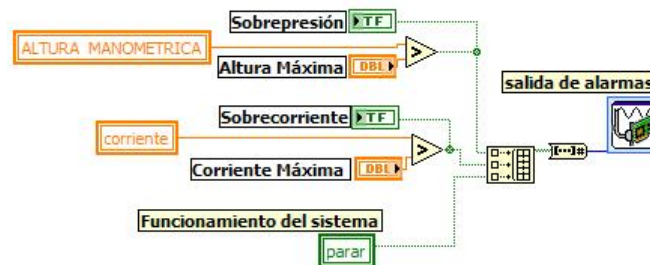 Sobrepresión
TF
ALTURA MANOMETRICA
>
Altura Máxima
DBL
salida de alarmas
Sobrecorriente
TF
corriente
>
Corriente Máxima
DBL
[...]#
Funcionamiento del sistema
parar